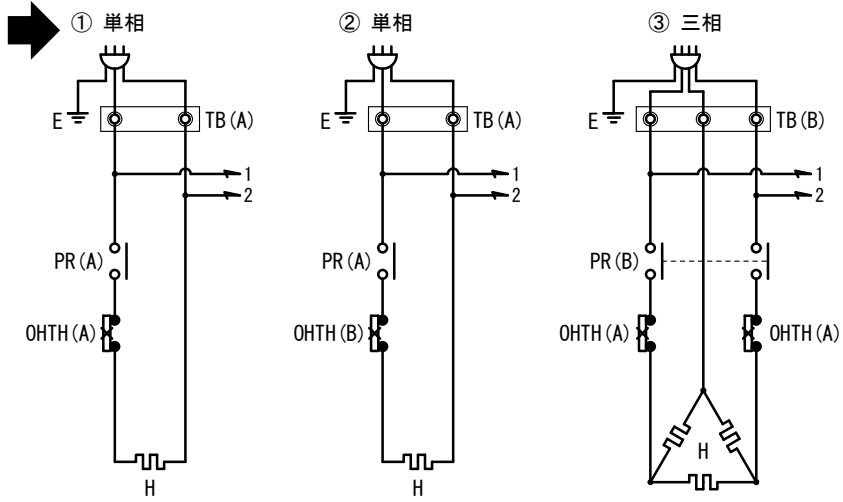 ① 単相 ② 単相 ③ 三相
E TB(A) E TB(A) E TB(B)
1 1 1
2 2 2
PR(A) PR(A) PR(B)
OHTH(A) OHTH(B) OHTH(A) OHTH(A)
H H H